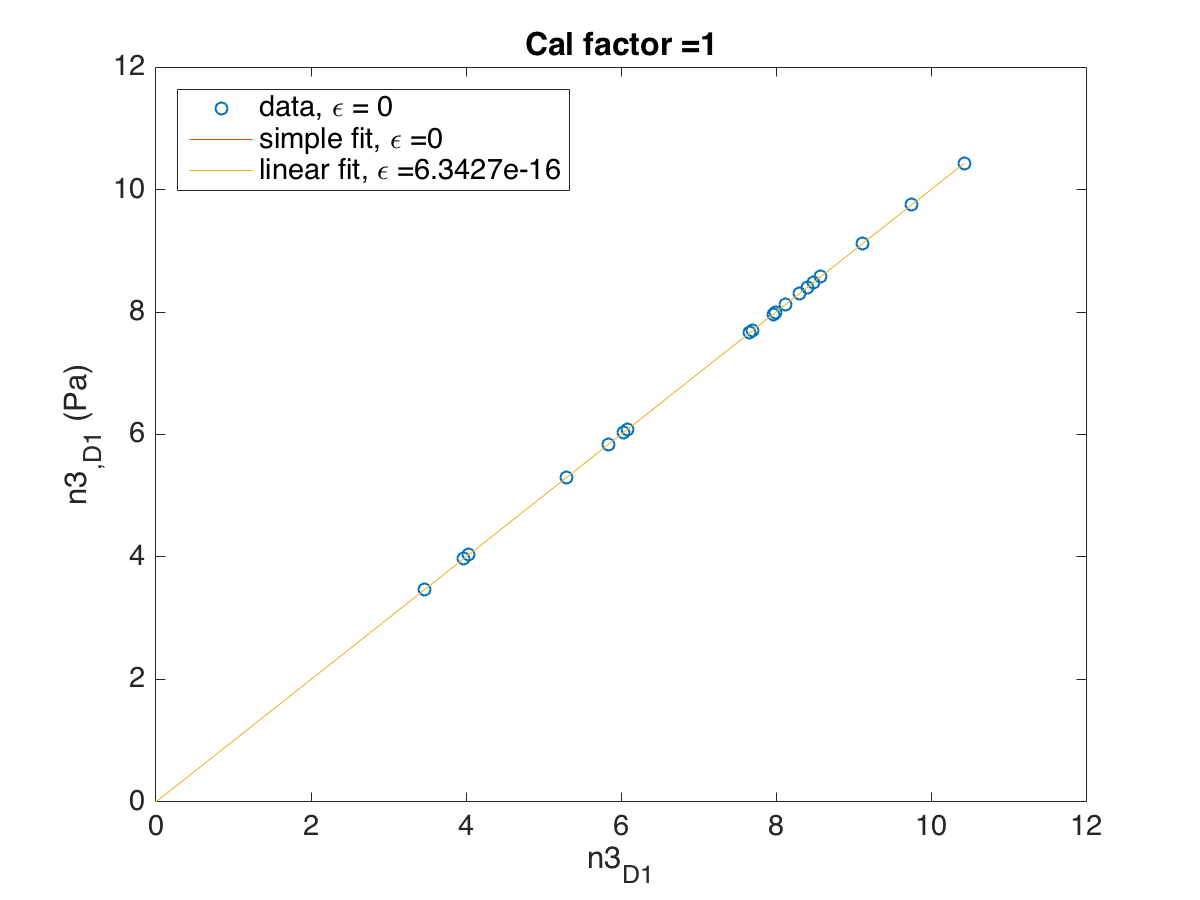 Cal factor =1
12
10
8
6
4
2
0
data, ϵ = 0
simple fit, ϵ =0
linear fit, ϵ =6.3427e-16
n3,D1 (Pa)
0 2 4 6 8 10 12
n3D1